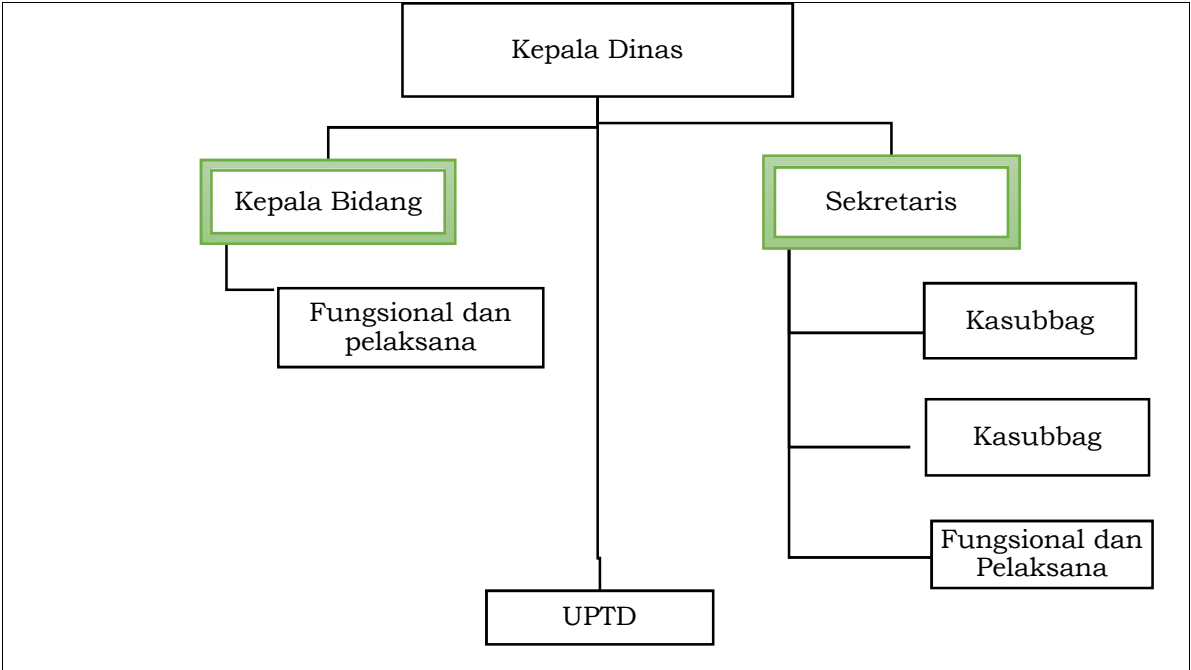 Kepala Dinas
Kepala Bidang
Sekretaris
Fungsional dan
pelaksana
Kasubbag
Kasubbag
Fungsional dan
Pelaksana
UPTD